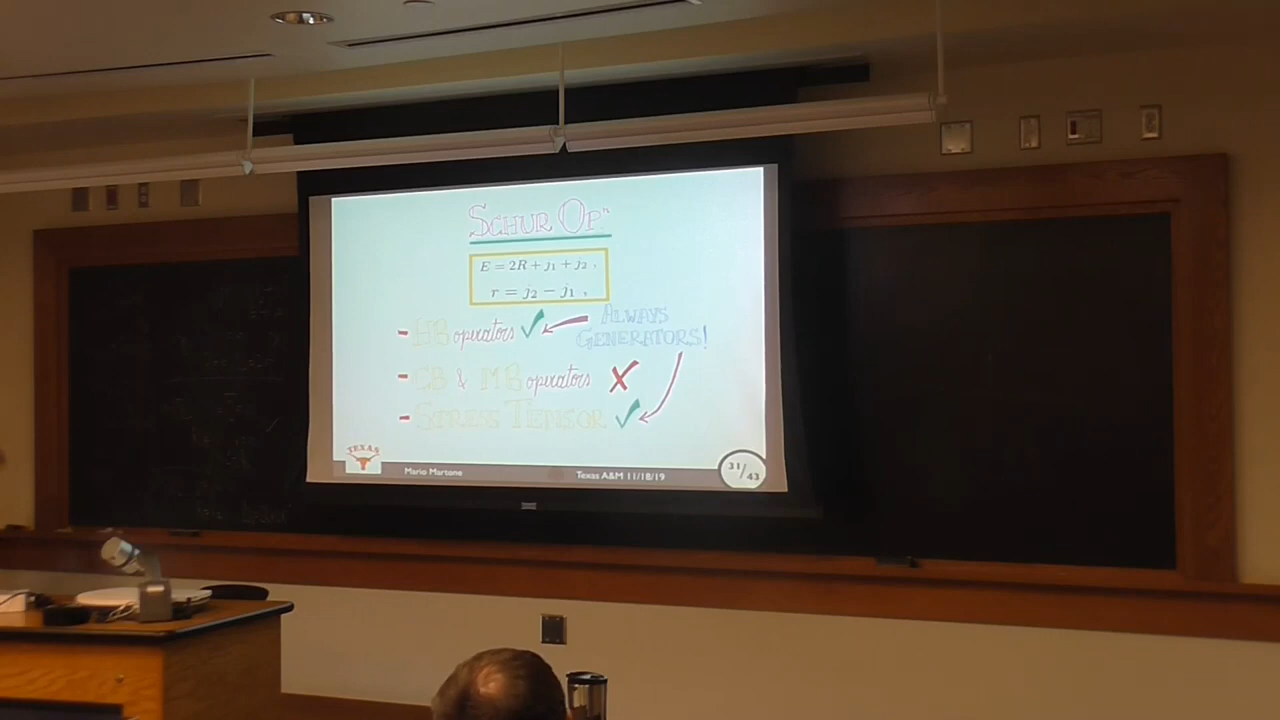 SCHUR OP.ⁿ
E = 2R + j₁ + j₂ ,
r = j₂ − j₁ ,
ALWAYS
GENERATORS!
- HB operators ✓
- CB & MB operators ✗
- STRESS TENSOR ✓
TEXAS
Mario Martone
Texas A&M 11/18/19
31/43